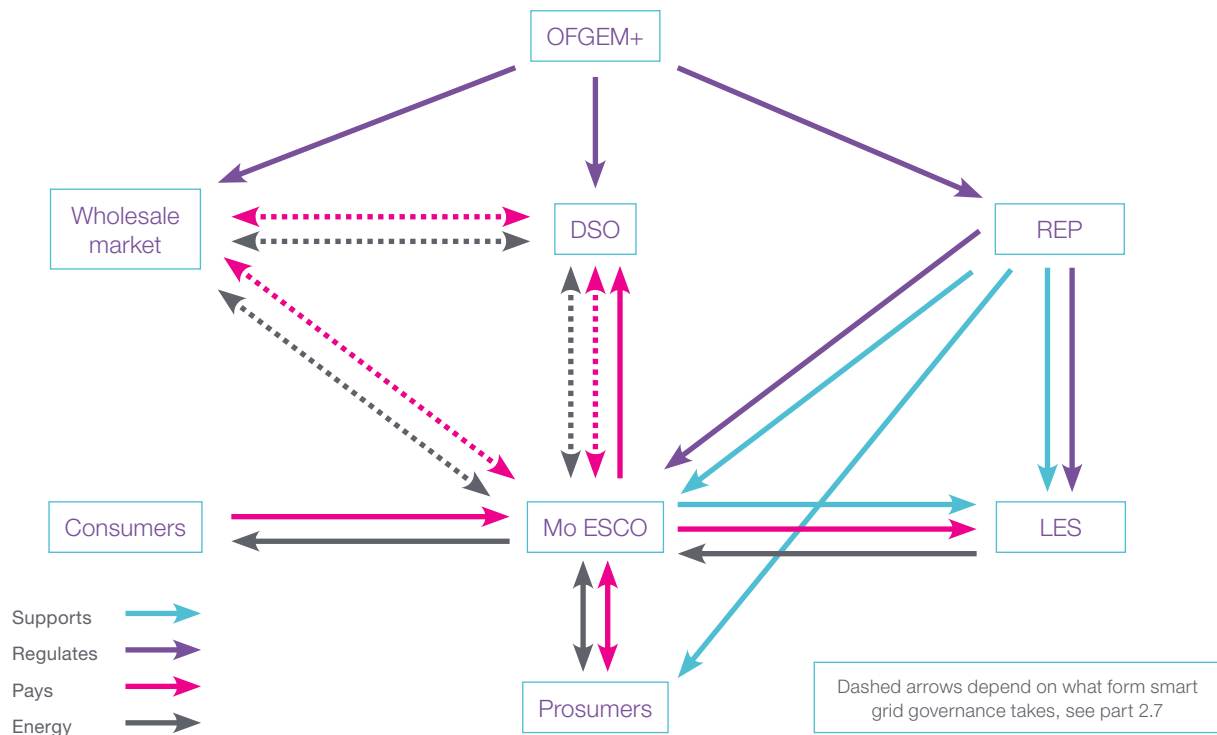 OFGEM+
Wholesale
market
DSO
REP
Consumers
Mo ESCO
LES
Supports
Regulates
Pays
Energy
Prosumers
Dashed arrows depend on what form smart
grid governance takes, see part 2.7